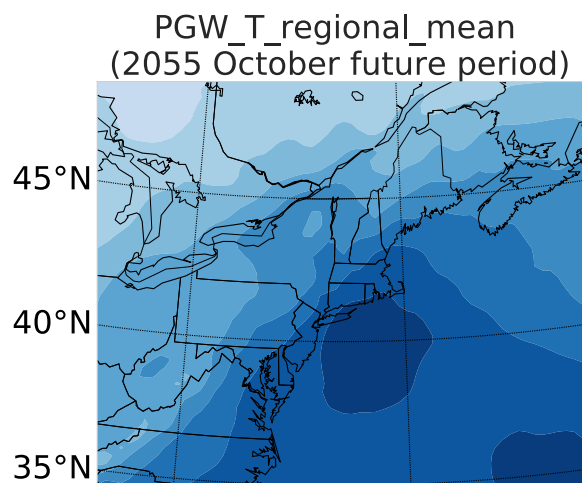 PGW_T_regional_mean
(2055 October future period)
45°N
40°N
35°N